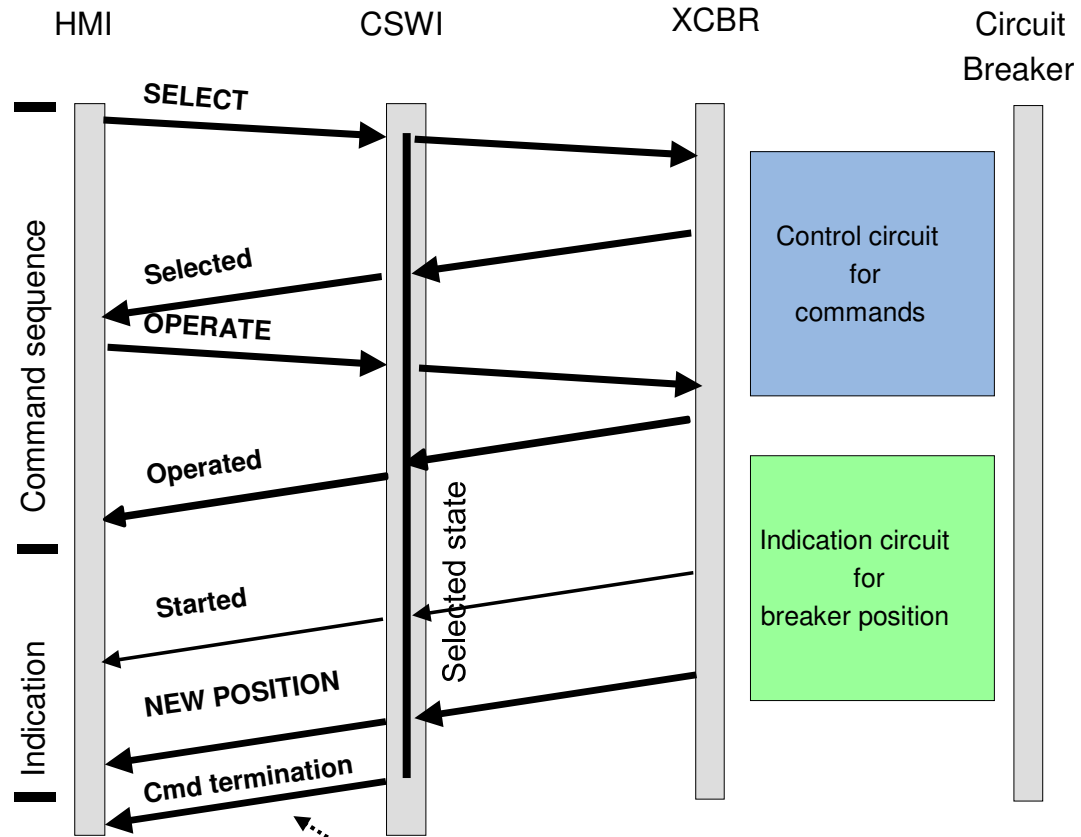 HMI
CSWI
XCBR
Circuit
Breaker
SELECT
Control circuit
for
commands
Command sequence
Selected
OPERATE
Operated
Selected state
Indication circuit
for
breaker position
Started
Indication
NEW POSITION
Cmd termination